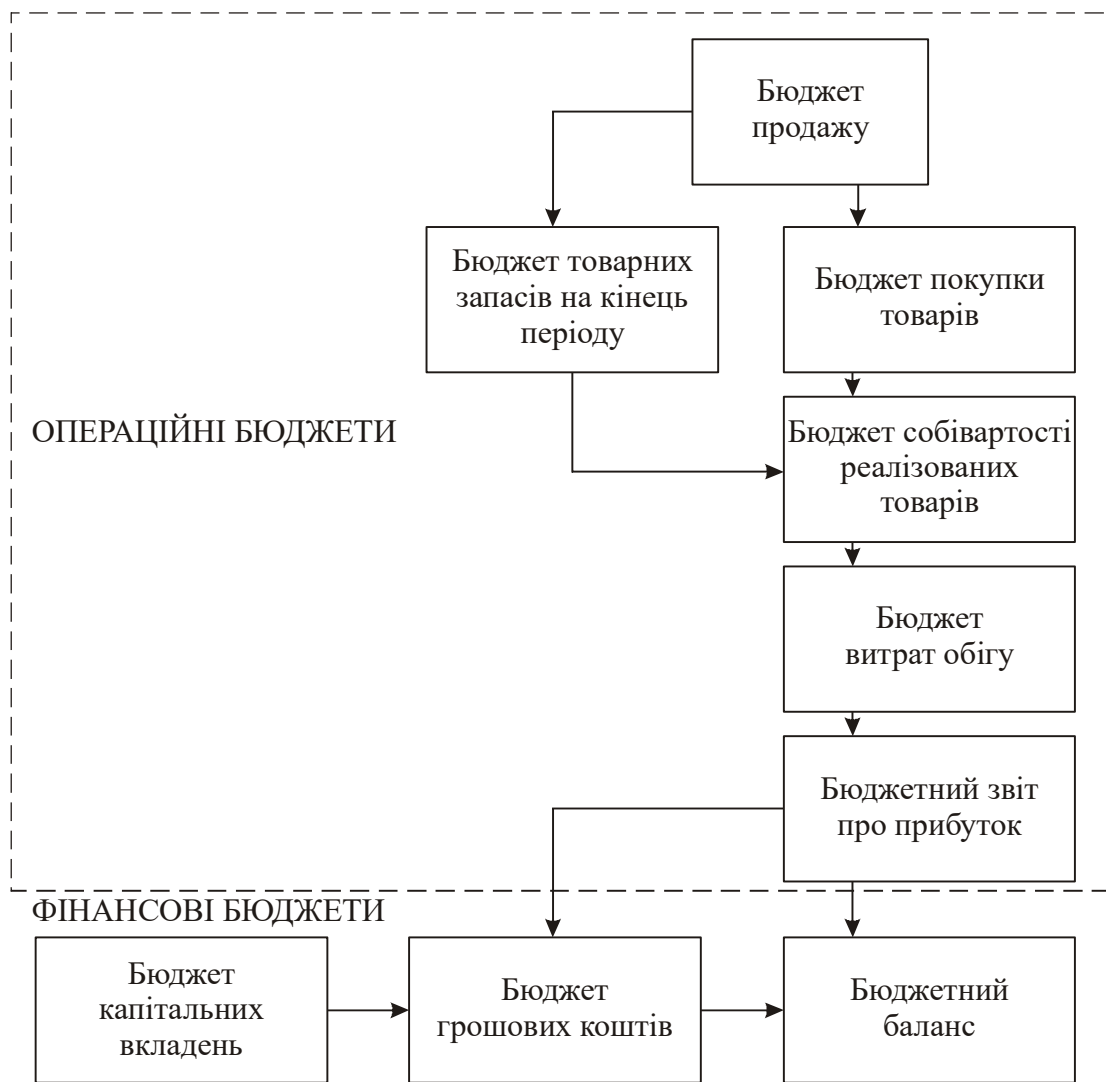 Бюджет
продажу
Бюджет товарних
запасів на кінець
періоду
Бюджет покупки
товарів
ОПЕРАЦІЙНІ БЮДЖЕТИ
Бюджет собівартості
реалізованих
товарів
Бюджет
витрат обігу
Бюджетний звіт
про прибуток
ФІНАНСОВІ БЮДЖЕТИ
Бюджет
капітальних
вкладень
Бюджет
грошових коштів
Бюджетний
баланс